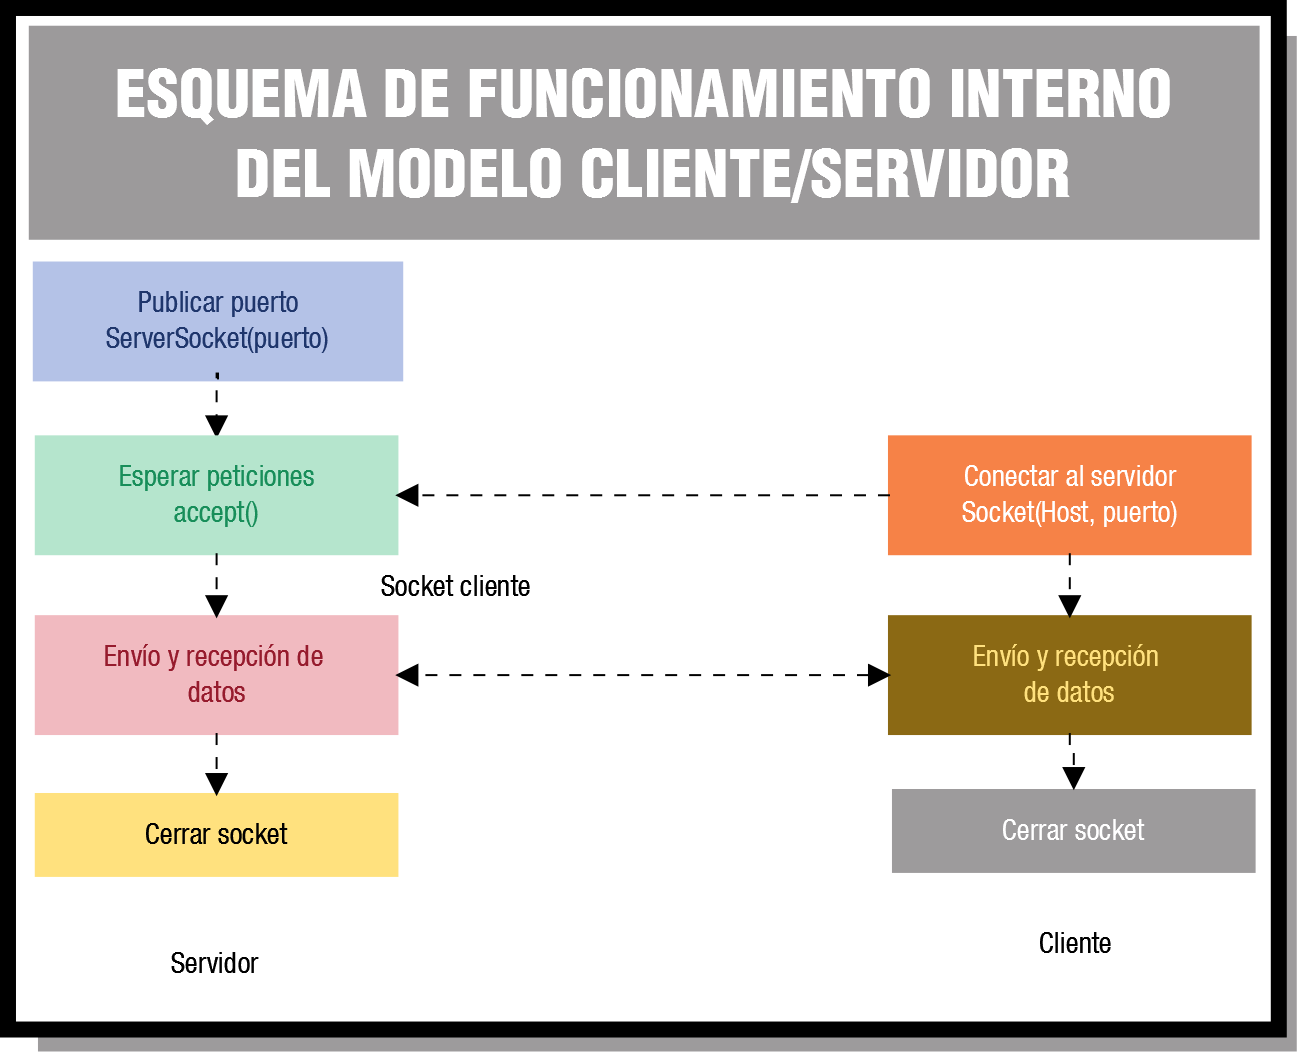 ESQUEMA DE FUNCIONAMIENTO INTERNO
DEL MODELO CLIENTE/SERVIDOR
Publicar puerto
ServerSocket(puerto)
Esperar peticiones
accept()
Conectar al servidor
Socket(Host, puerto)
Socket cliente
Envío y recepción de
datos
Envío y recepción
de datos
Cerrar socket
Cerrar socket
Servidor
Cliente